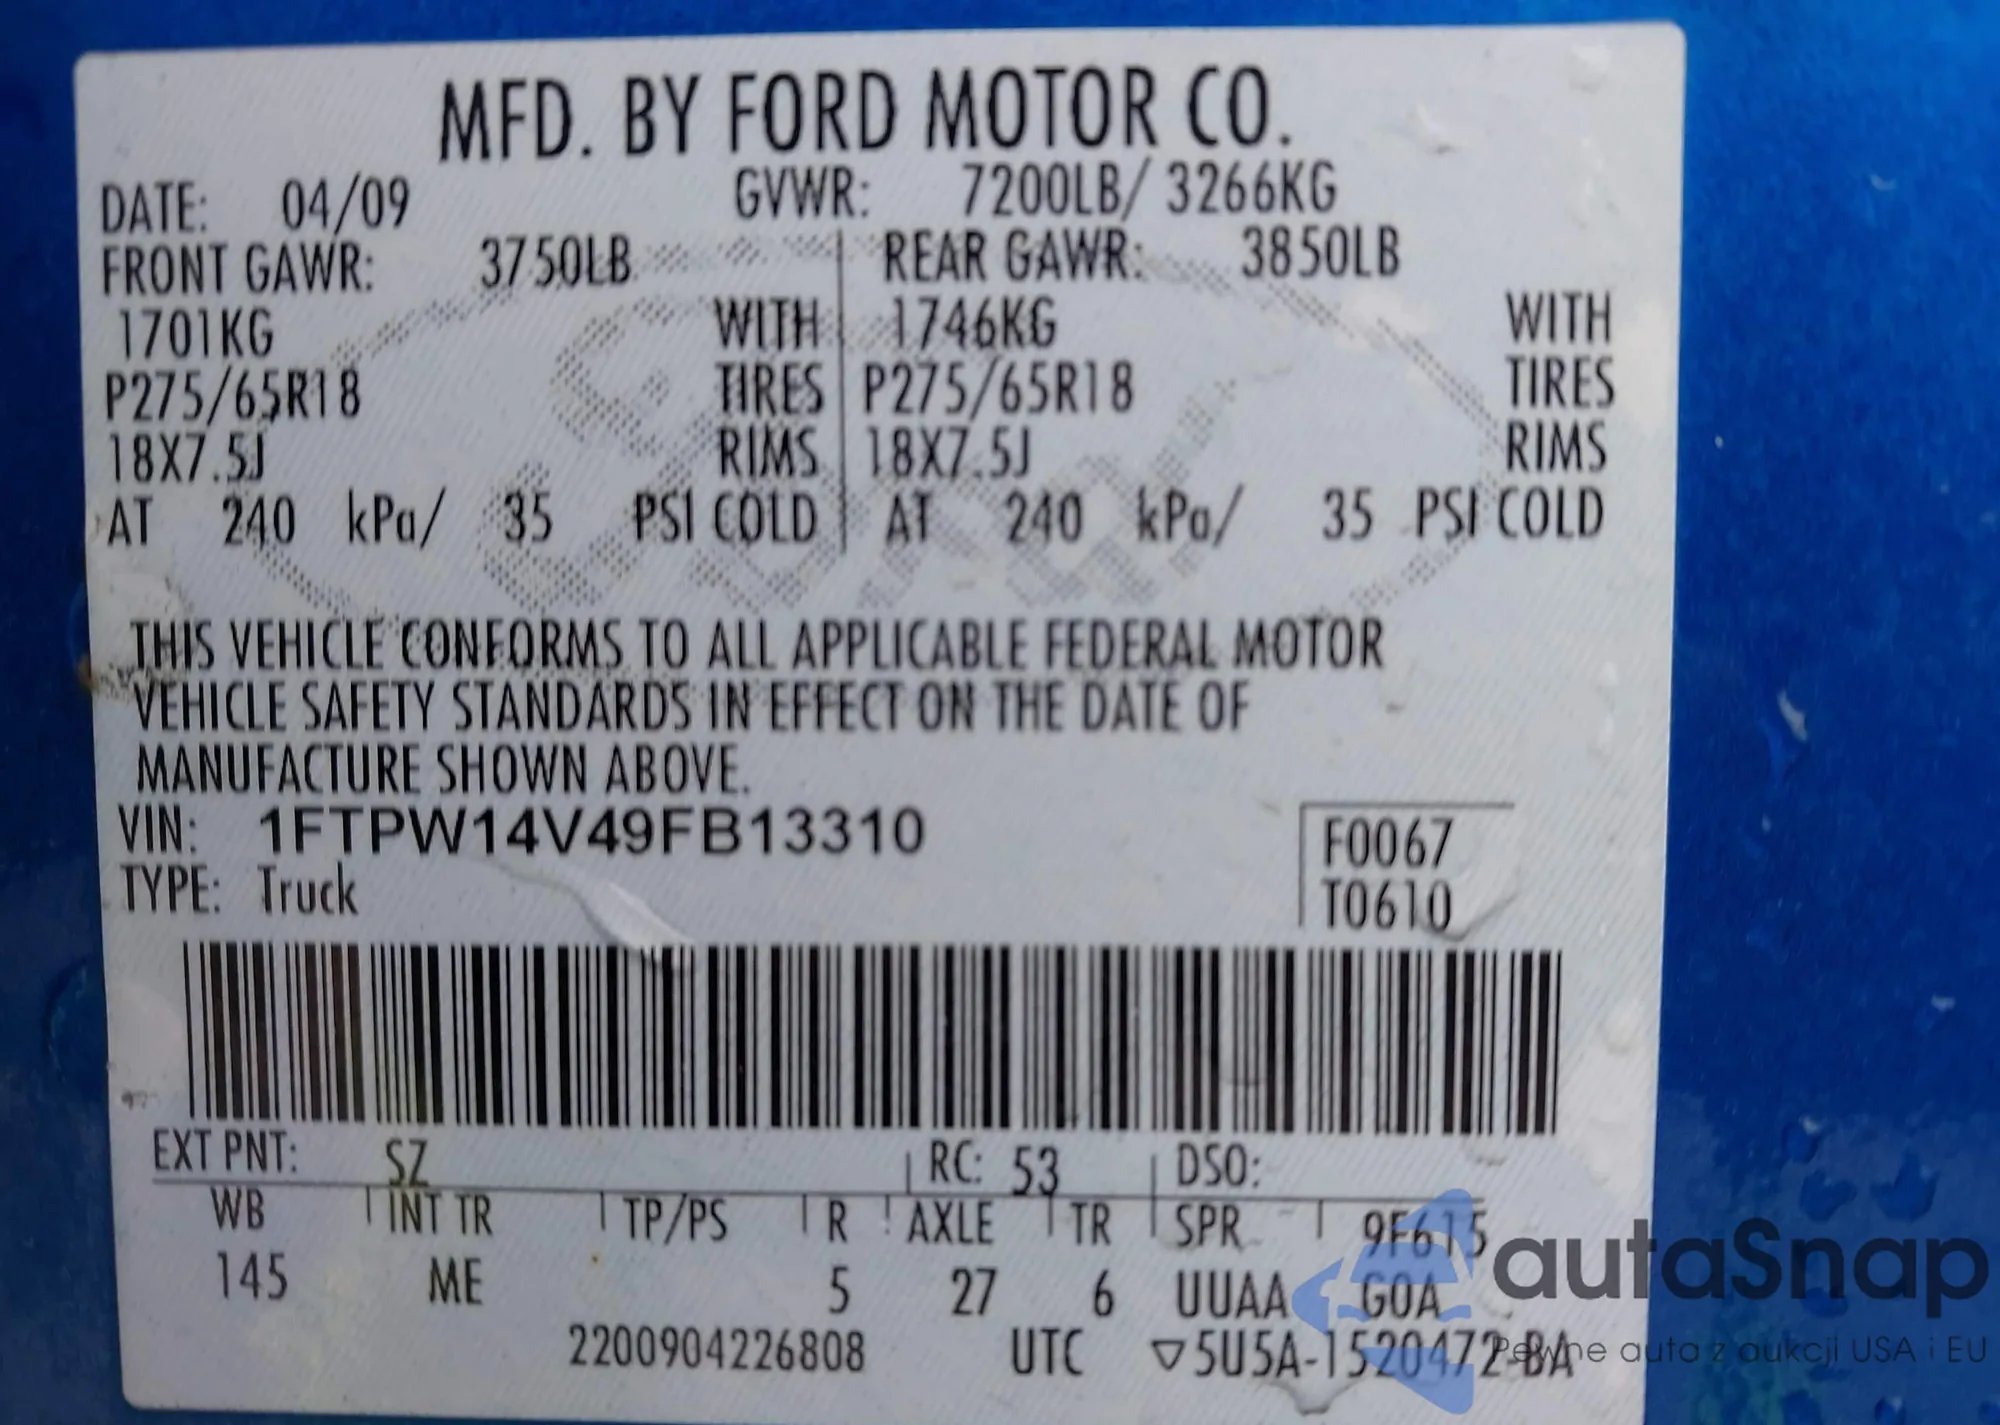 MFD. BY FORD MOTOR CO.
DATE: 04/09 GVWR: 7200LB/ 3266KG
FRONT GAWR: 3750LB REAR GAWR: 3850LB
1701KG WITH 1746KG WITH
P275/65R18 TIRES P275/65R18 TIRES
18X7.5J RIMS 18X7.5J RIMS
AT 240 kPa/ 35 PSI COLD AT 240 kPa/ 35 PSI COLD
THIS VEHICLE CONFORMS TO ALL APPLICABLE FEDERAL MOTOR
VEHICLE SAFETY STANDARDS IN EFFECT ON THE DATE OF
MANUFACTURE SHOWN ABOVE.
VIN: 1FTPW14V49FB13310 F0067
TYPE: Truck T0610
EXT PNT: SZ RC: 53 DSO:
WB INT TR TP/PS R AXLE TR SPR 9F615
145 ME 5 27 6 UUAA GOA
2200904226808 UTC ▽5U5A-1520472-BA
autaSnap
Pewne auta z aukcji USA i EU